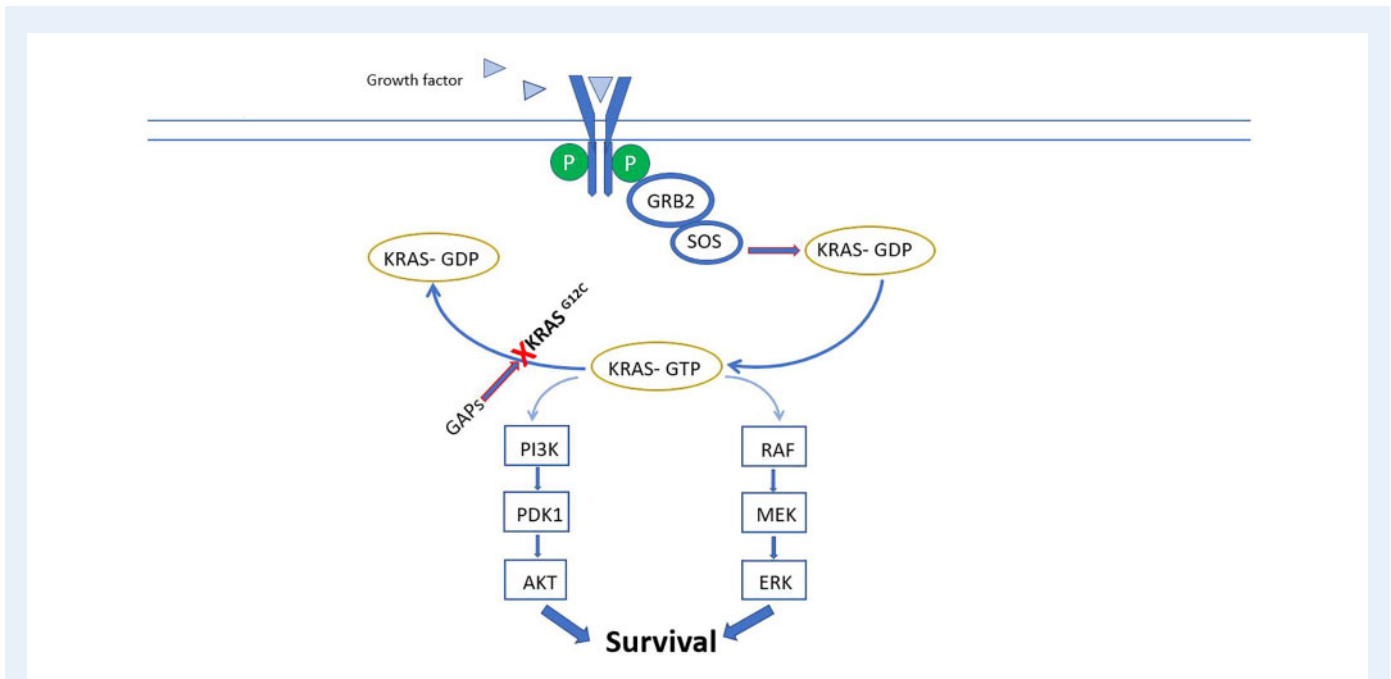 Growth factor
P
P
GRB2
SOS
KRAS- GDP
KRAS- GDP
X
KRAS G12C
KRAS- GTP
GAPs
PI3K
RAF
PDK1
MEK
AKT
ERK
Survival